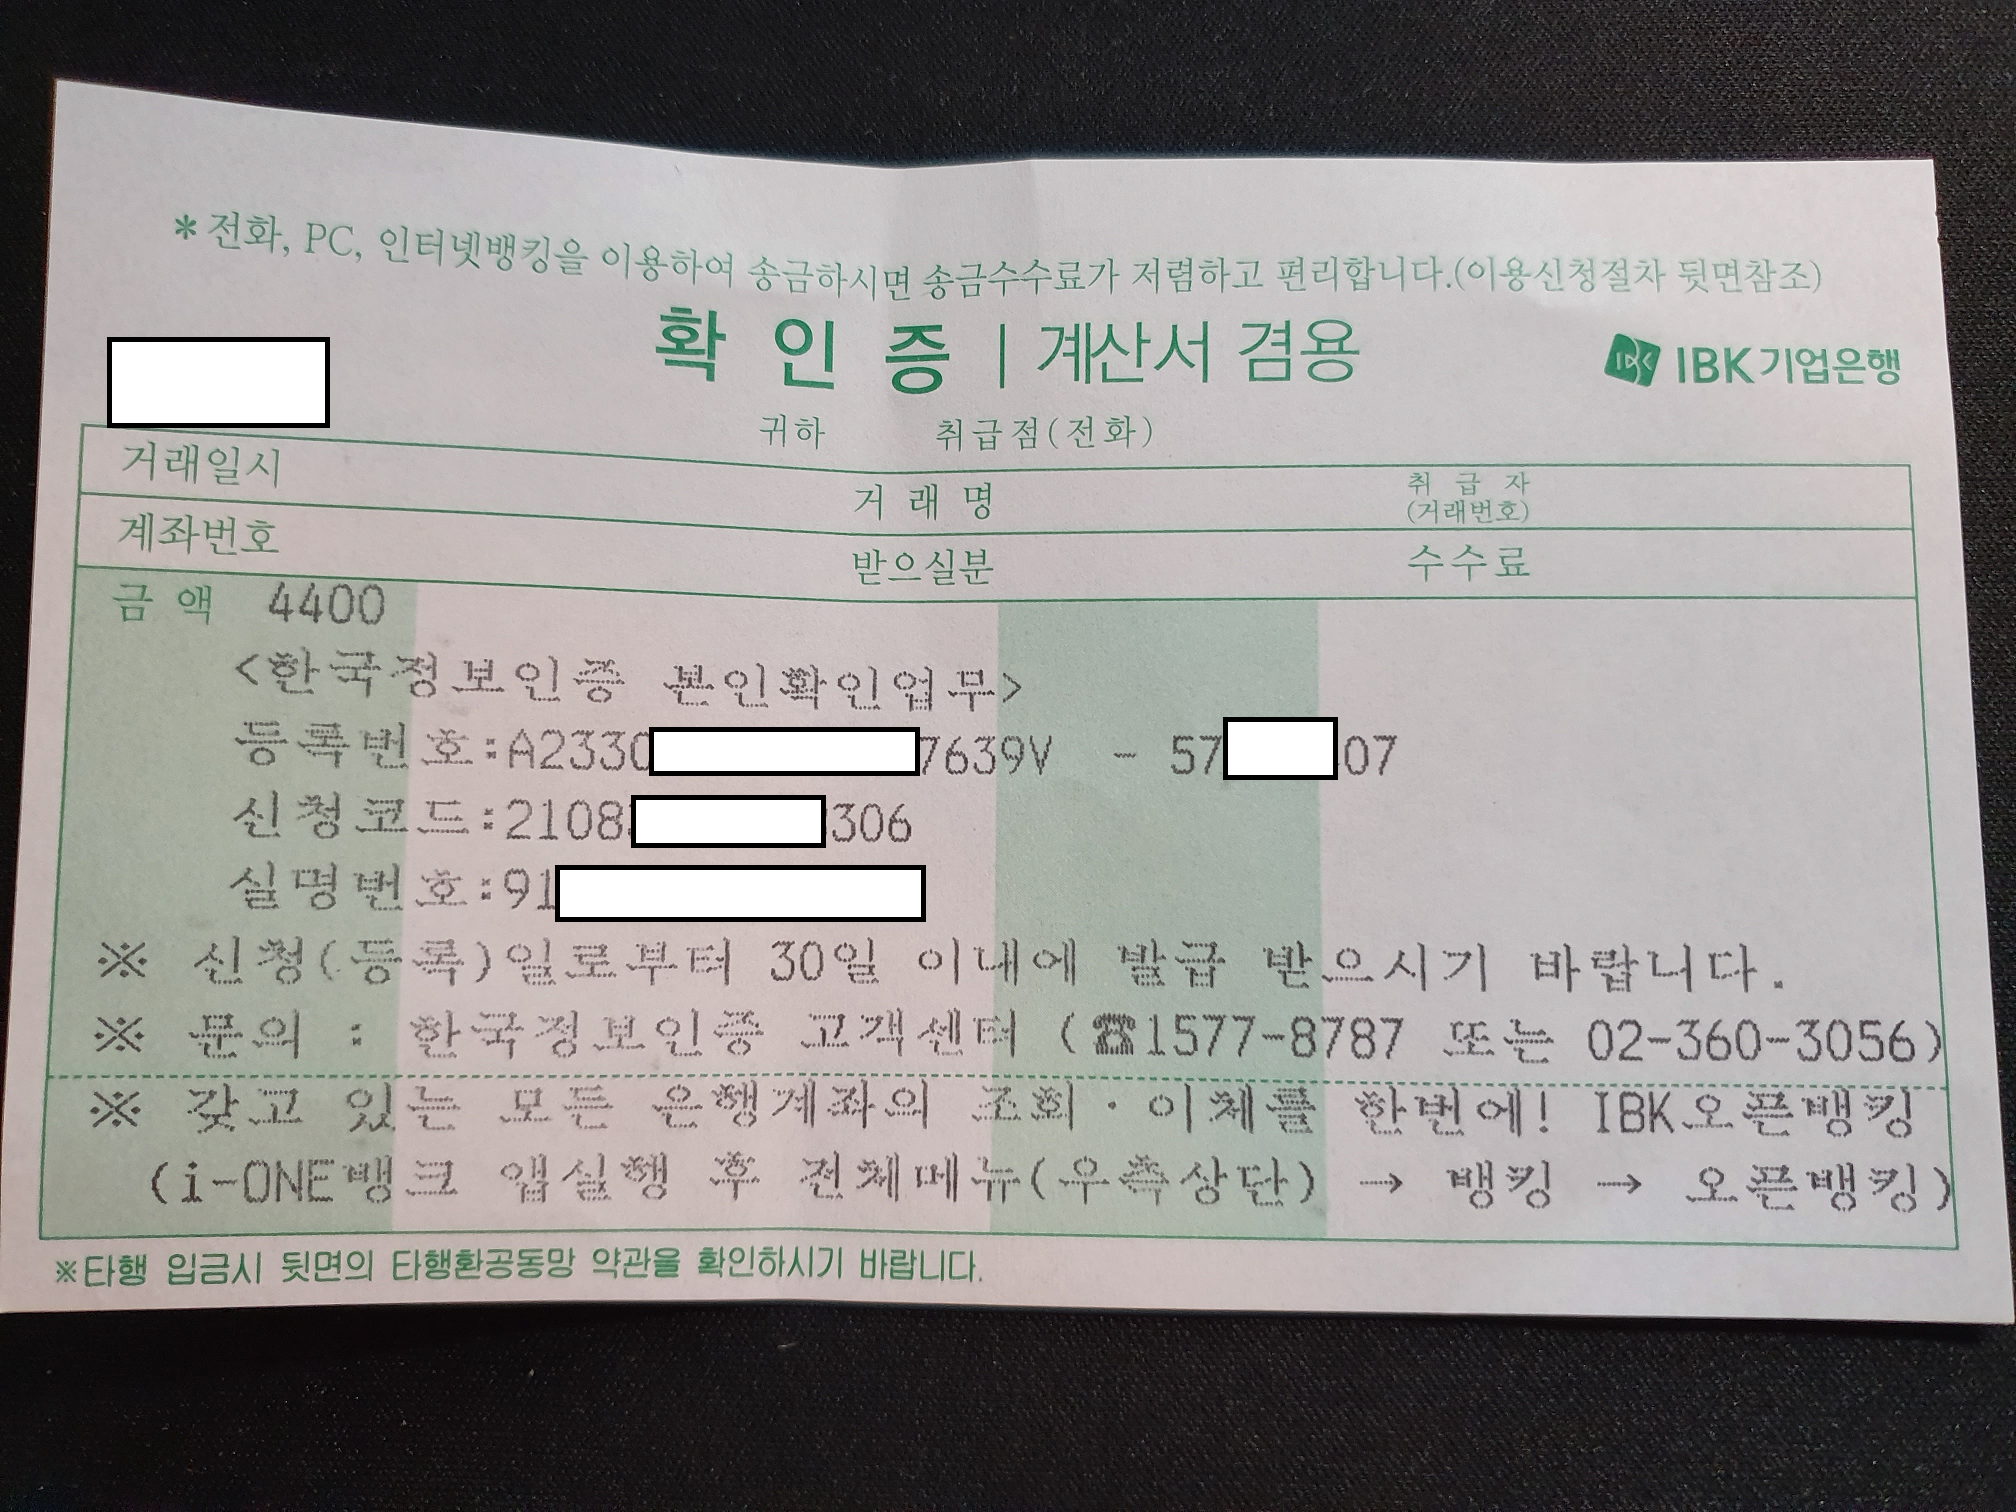 * 전화, PC, 인터넷뱅킹을 이용하여 송금하시면 송금수수료가 저렴하고 편리합니다.(이용신청절차 뒷면참조)
확 인 증 | 계산서 겸용
IBK기업은행
귀하 취급점(전화)
거래일시 거 래 명 취 급 자
(거래번호)
계좌번호 받으실분 수수료
금 액 4400
<한국정보인증 본인확인업무>
등록번호:A2330 7639V - 57 07
신청코드:2108 306
실명번호:91
※ 신청(등록)일로부터 30일 이내에 발급 받으시기 바랍니다.
※ 문의 : 한국정보인증 고객센터 (☎1577-8787 또는 02-360-3056)
※ 갖고 있는 모든 은행계좌의 조회·이체를 한번에! IBK오픈뱅킹
(i-ONE뱅크 앱실행 후 전체메뉴(우측상단) → 뱅킹 → 오픈뱅킹)
※타행 입금시 뒷면의 타행환공동망 약관을 확인하시기 바랍니다.